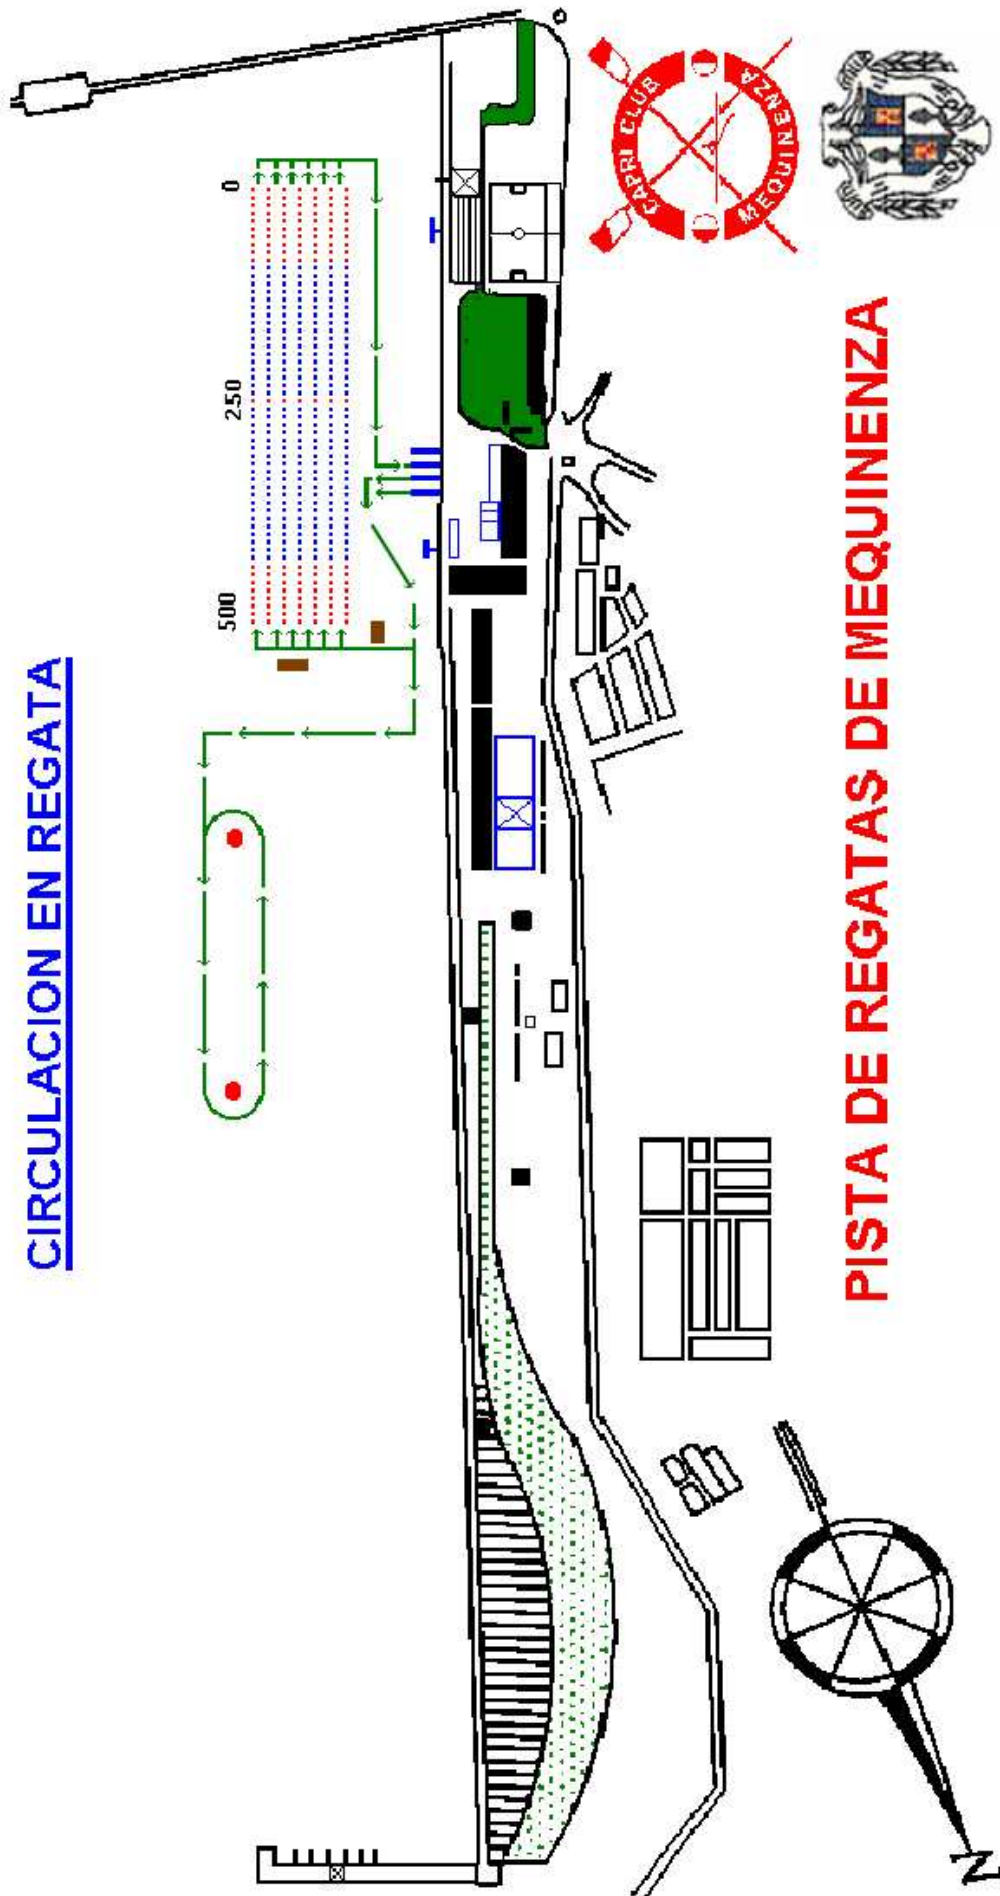 CIRCULACION EN REGATA
0
250
500
CAPRI CLUB
MEQUINENZA
PISTA DE REGATAS DE MEQUINENZA
N